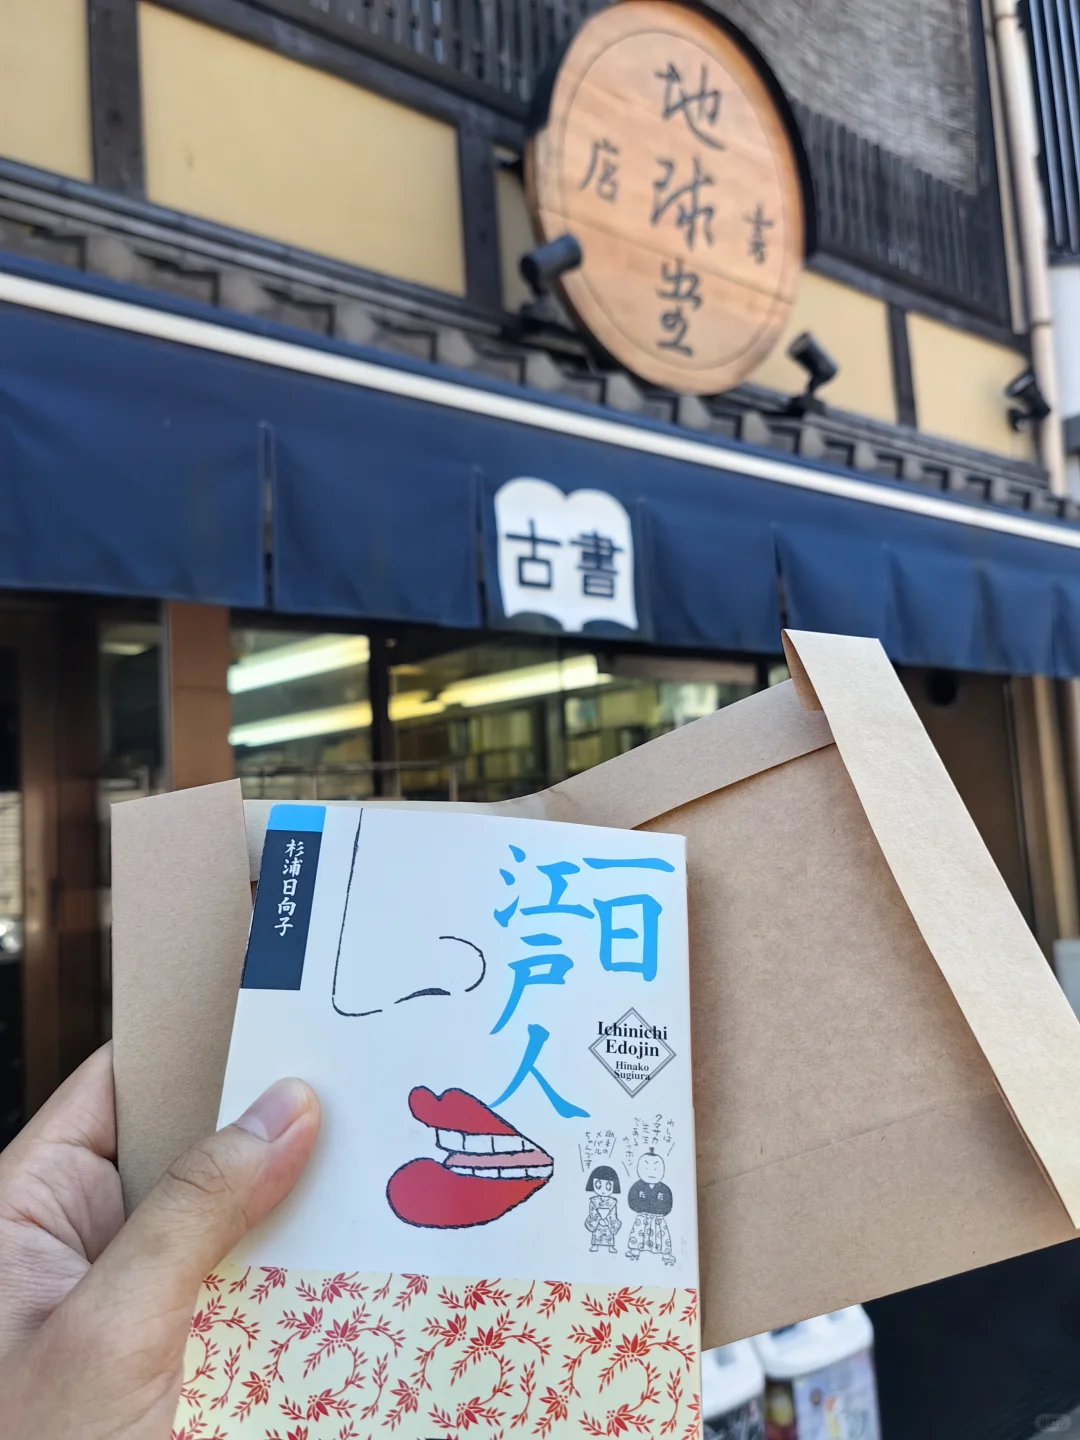 地球堂
書
店
古書
杉浦日向子
一日
江戸人
Ichinichi
Edojin
Hinako
Sugiura